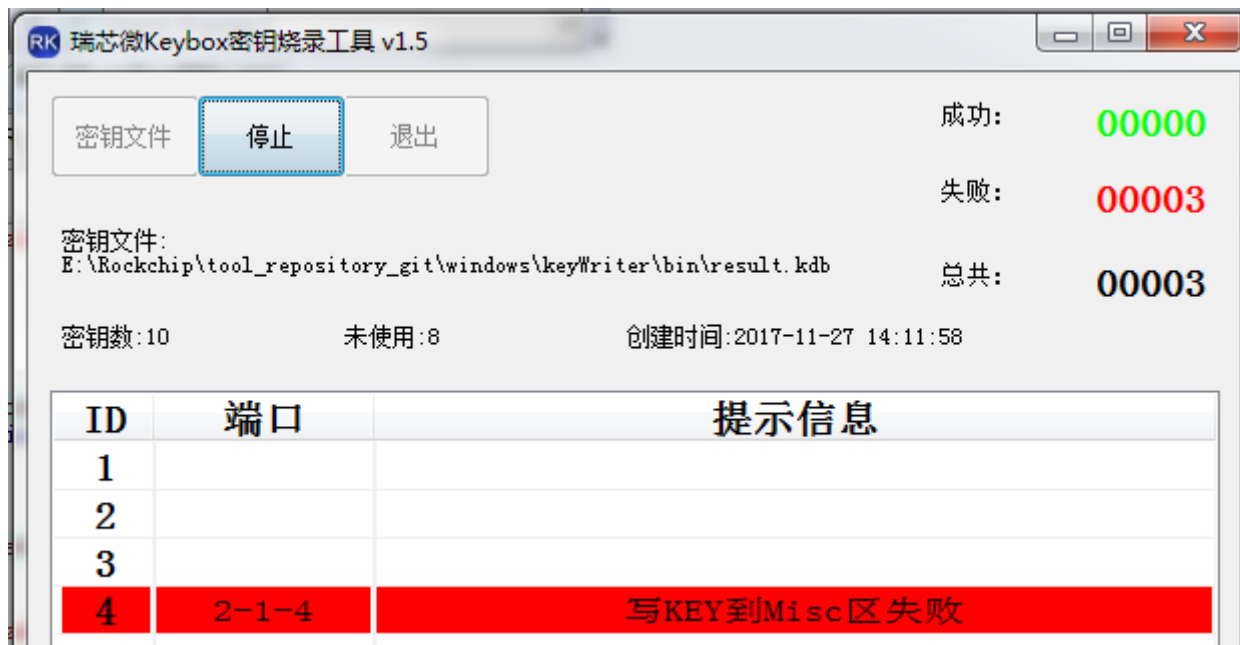 RK 瑞芯微Keybox密钥烧录工具 v1.5
密钥文件 停止 退出
成功: 00000
失败: 00003
密钥文件:
E:\Rockchip\tool_repository_git\windows\keyWriter\bin\result.kdb
总共: 00003
密钥数:10 未使用:8 创建时间:2017-11-27 14:11:58
ID 端口 提示信息
1
2
3
4 2-1-4 写KEY到Misc区失败